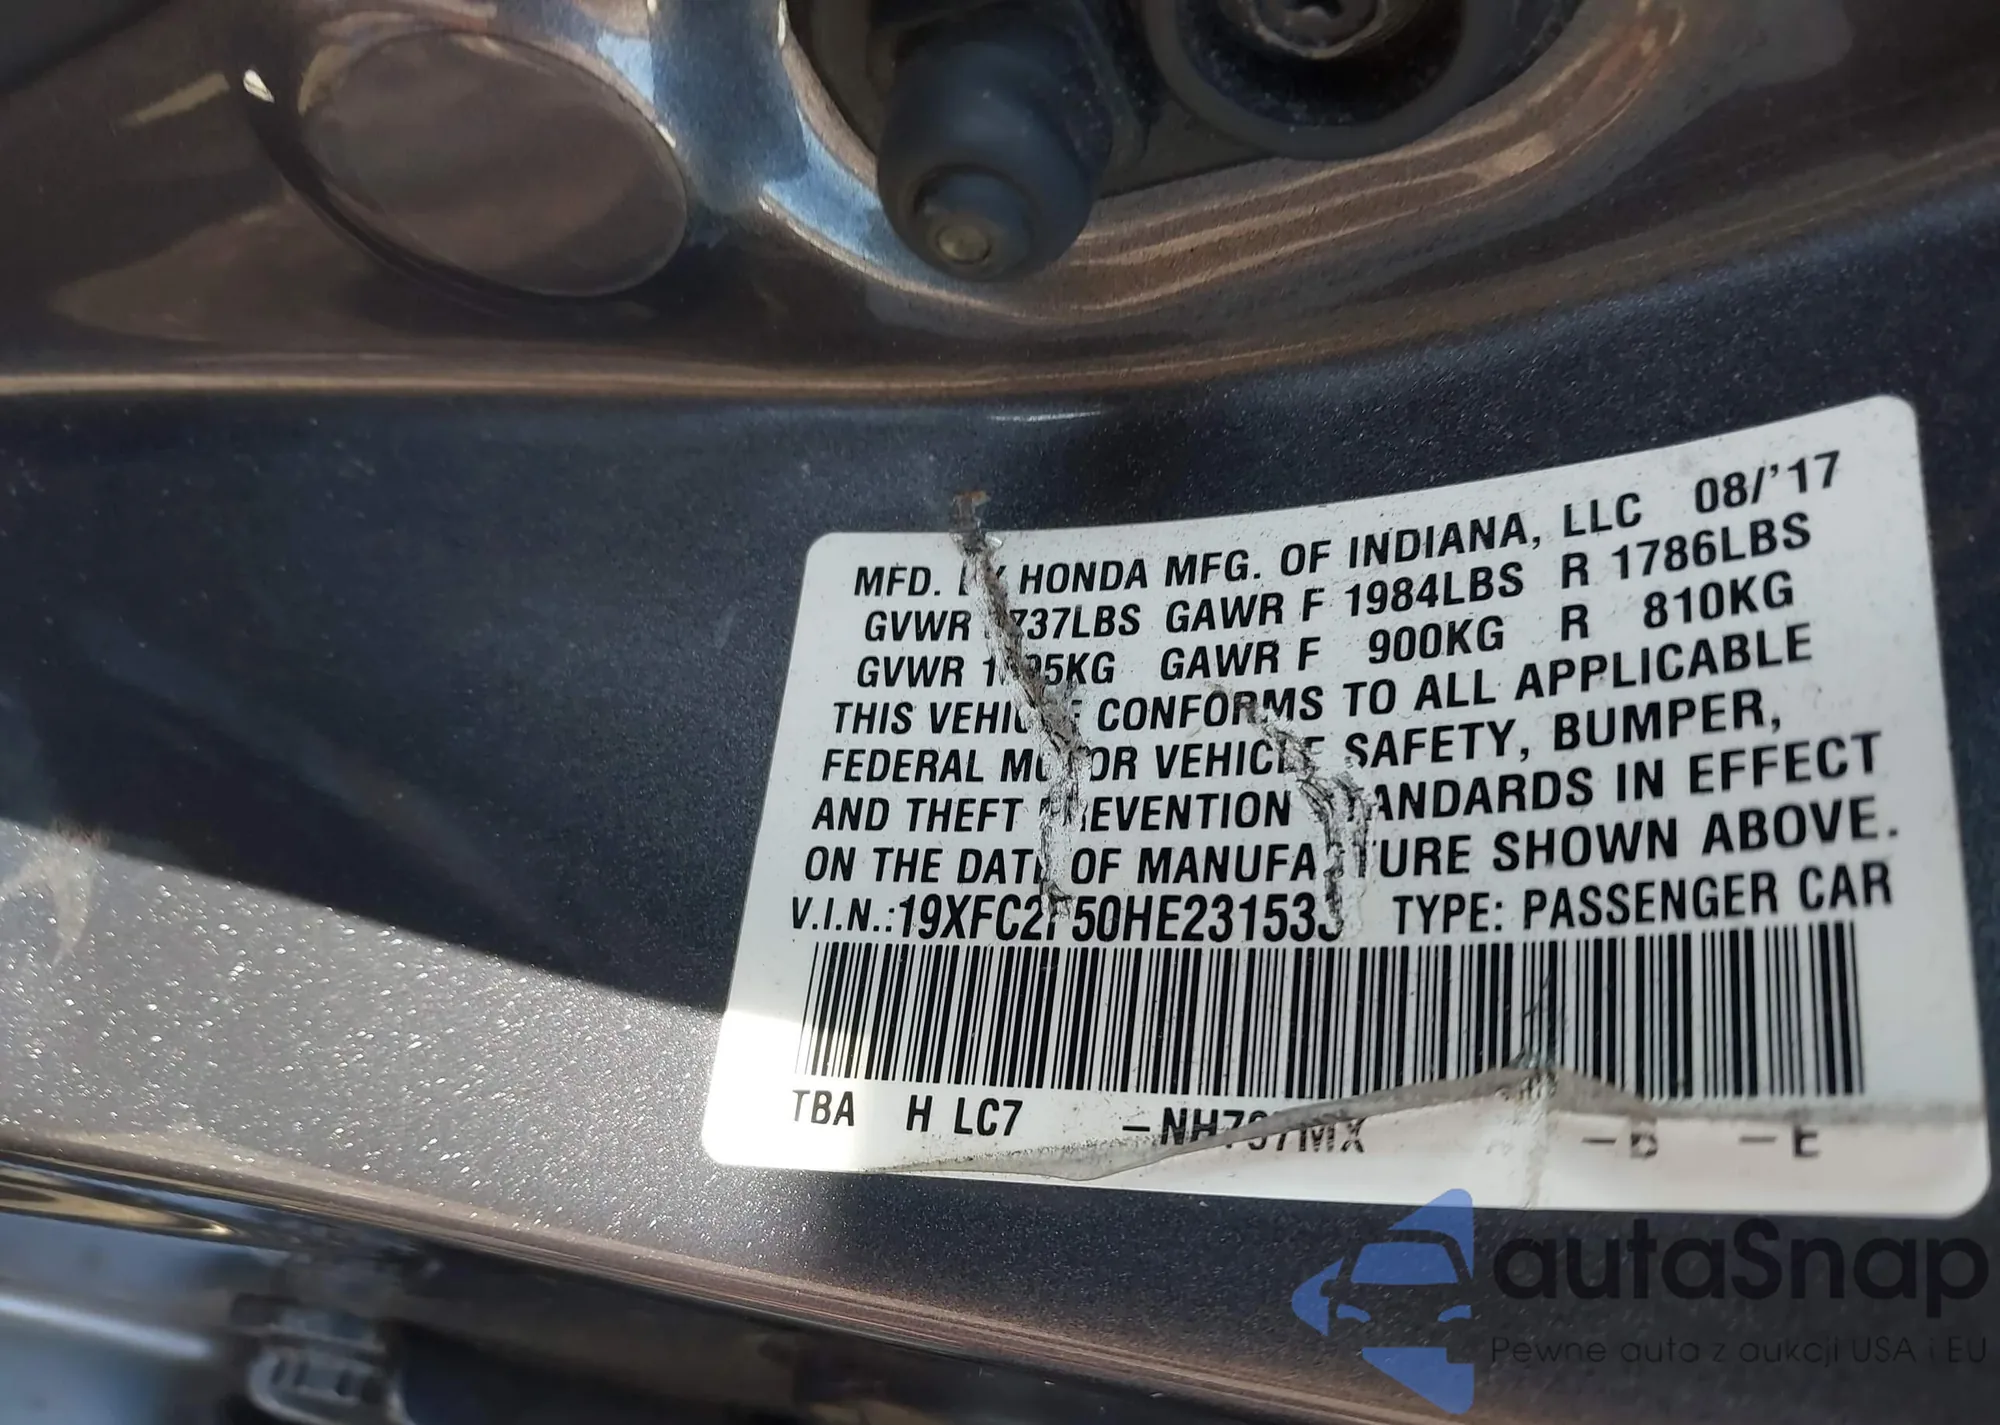 MFD. BY HONDA MFG. OF INDIANA, LLC 08/'17
GVWR GAWR F 1984LBS R 1786LBS
GVWR GAWR F 900KG R 810KG
THIS VEHICLE CONFORMS TO ALL APPLICABLE
FEDERAL MOTOR VEHICLE SAFETY, BUMPER,
AND THEFT PREVENTION STANDARDS IN EFFECT
ON THE DATE OF MANUFACTURE SHOWN ABOVE.
V.I.N.: TYPE: PASSENGER CAR
TBA H LC7 - E
autaSnap
Pewne auta z aukcji USA i EU